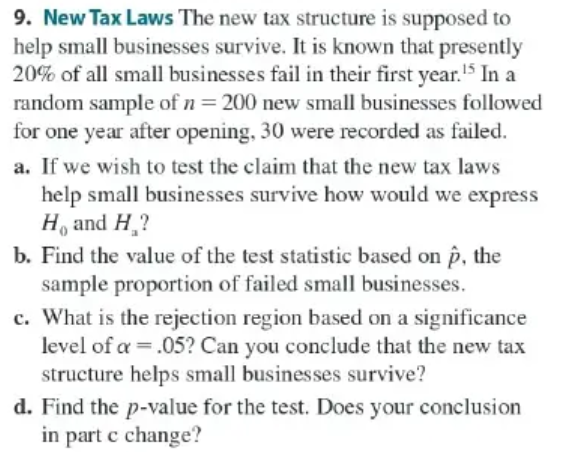 9. New Tax Laws The new tax structure is supposed to
help small businesses survive. It is known that presently
20% of all small businesses fail in their first year.¹⁵ In a
random sample of n = 200 new small businesses followed
for one year after opening, 30 were recorded as failed.
a. If we wish to test the claim that the new tax laws
help small businesses survive how would we express
H₀ and Hₐ?
b. Find the value of the test statistic based on p̂, the
sample proportion of failed small businesses.
c. What is the rejection region based on a significance
level of α = .05? Can you conclude that the new tax
structure helps small businesses survive?
d. Find the p-value for the test. Does your conclusion
in part c change?